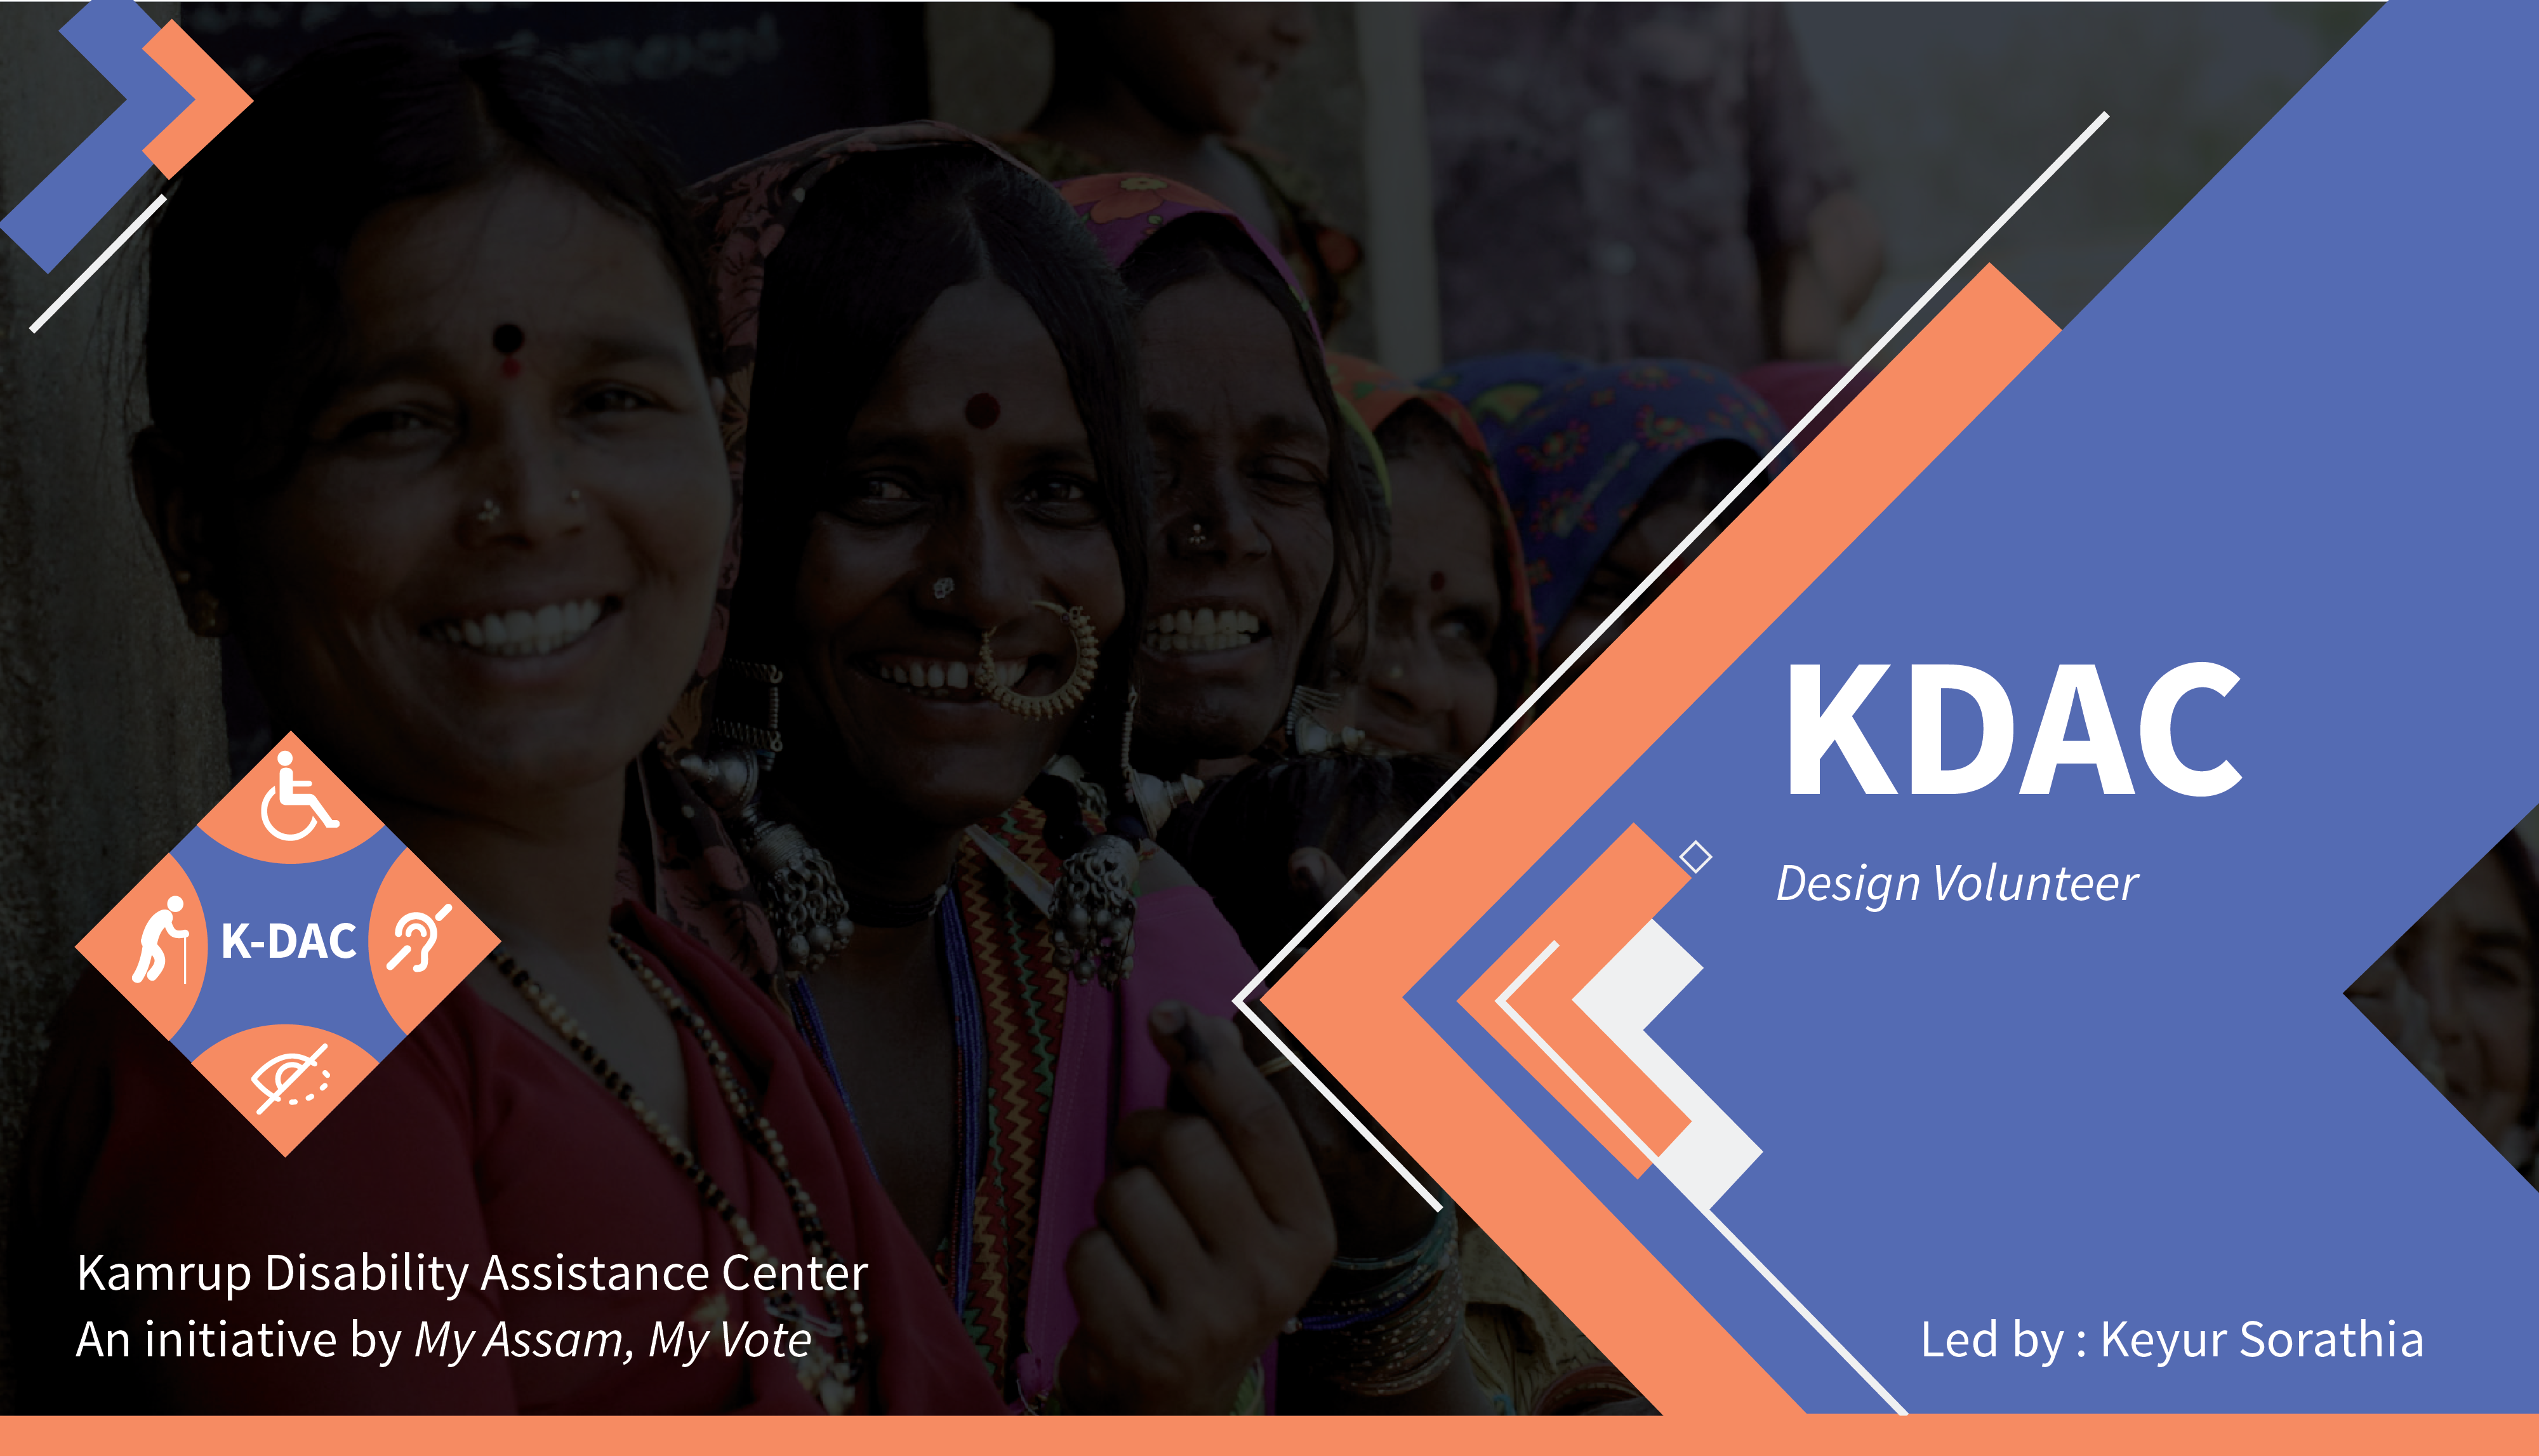 KDAC
Design Volunteer
K-DAC
Kamrup Disability Assistance Center
An initiative by My Assam, My Vote
Led by : Keyur Sorathia